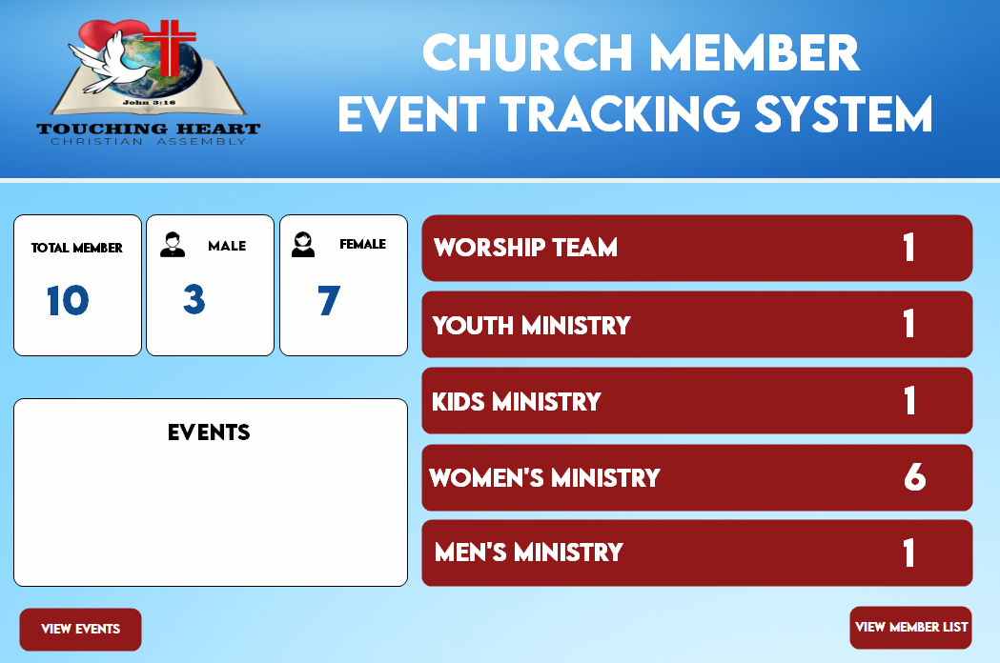 John 3:16
TOUCHING HEART
CHRISTIAN ASSEMBLY
CHURCH MEMBER
EVENT TRACKING SYSTEM
TOTAL MEMBER
10
MALE
3
FEMALE
7
EVENTS
WORSHIP TEAM 1
YOUTH MINISTRY 1
KIDS MINISTRY 1
WOMEN'S MINISTRY 6
MEN'S MINISTRY 1
VIEW EVENTS
VIEW MEMBER LIST